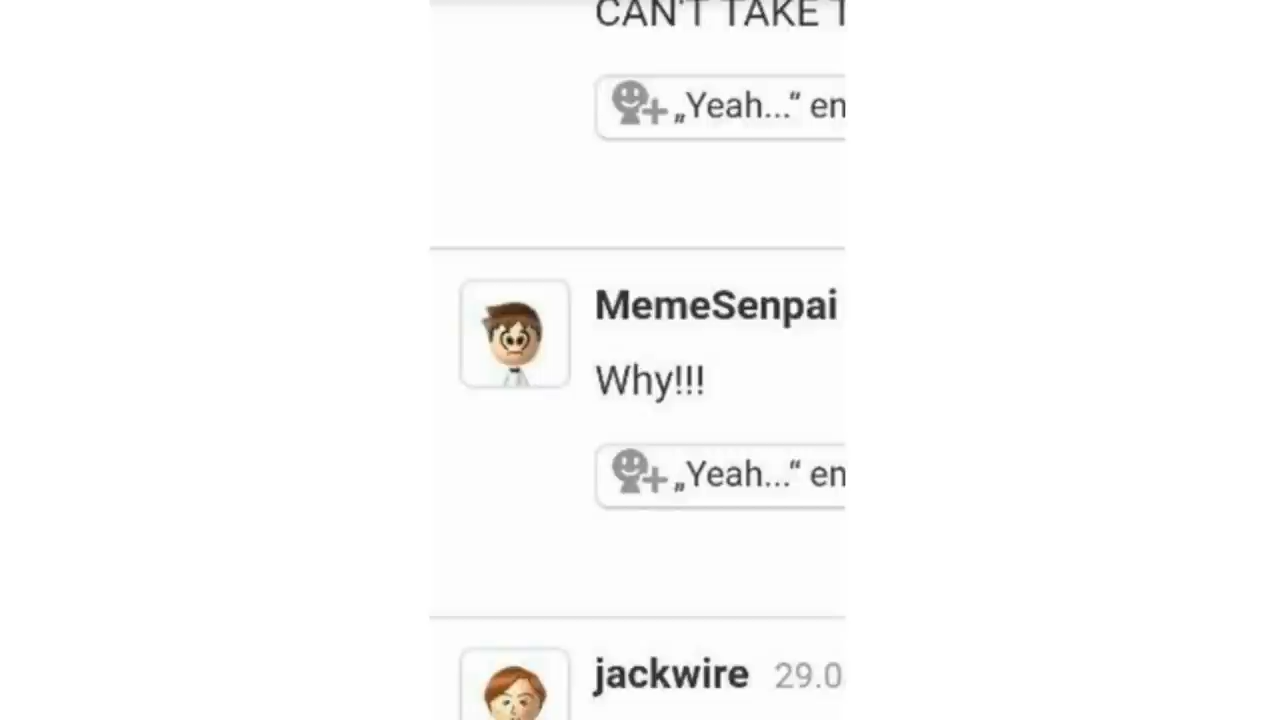 CAN'T TAKE
„Yeah...“ en
MemeSenpai
Why!!!
„Yeah...“ en
jackwire 29.0